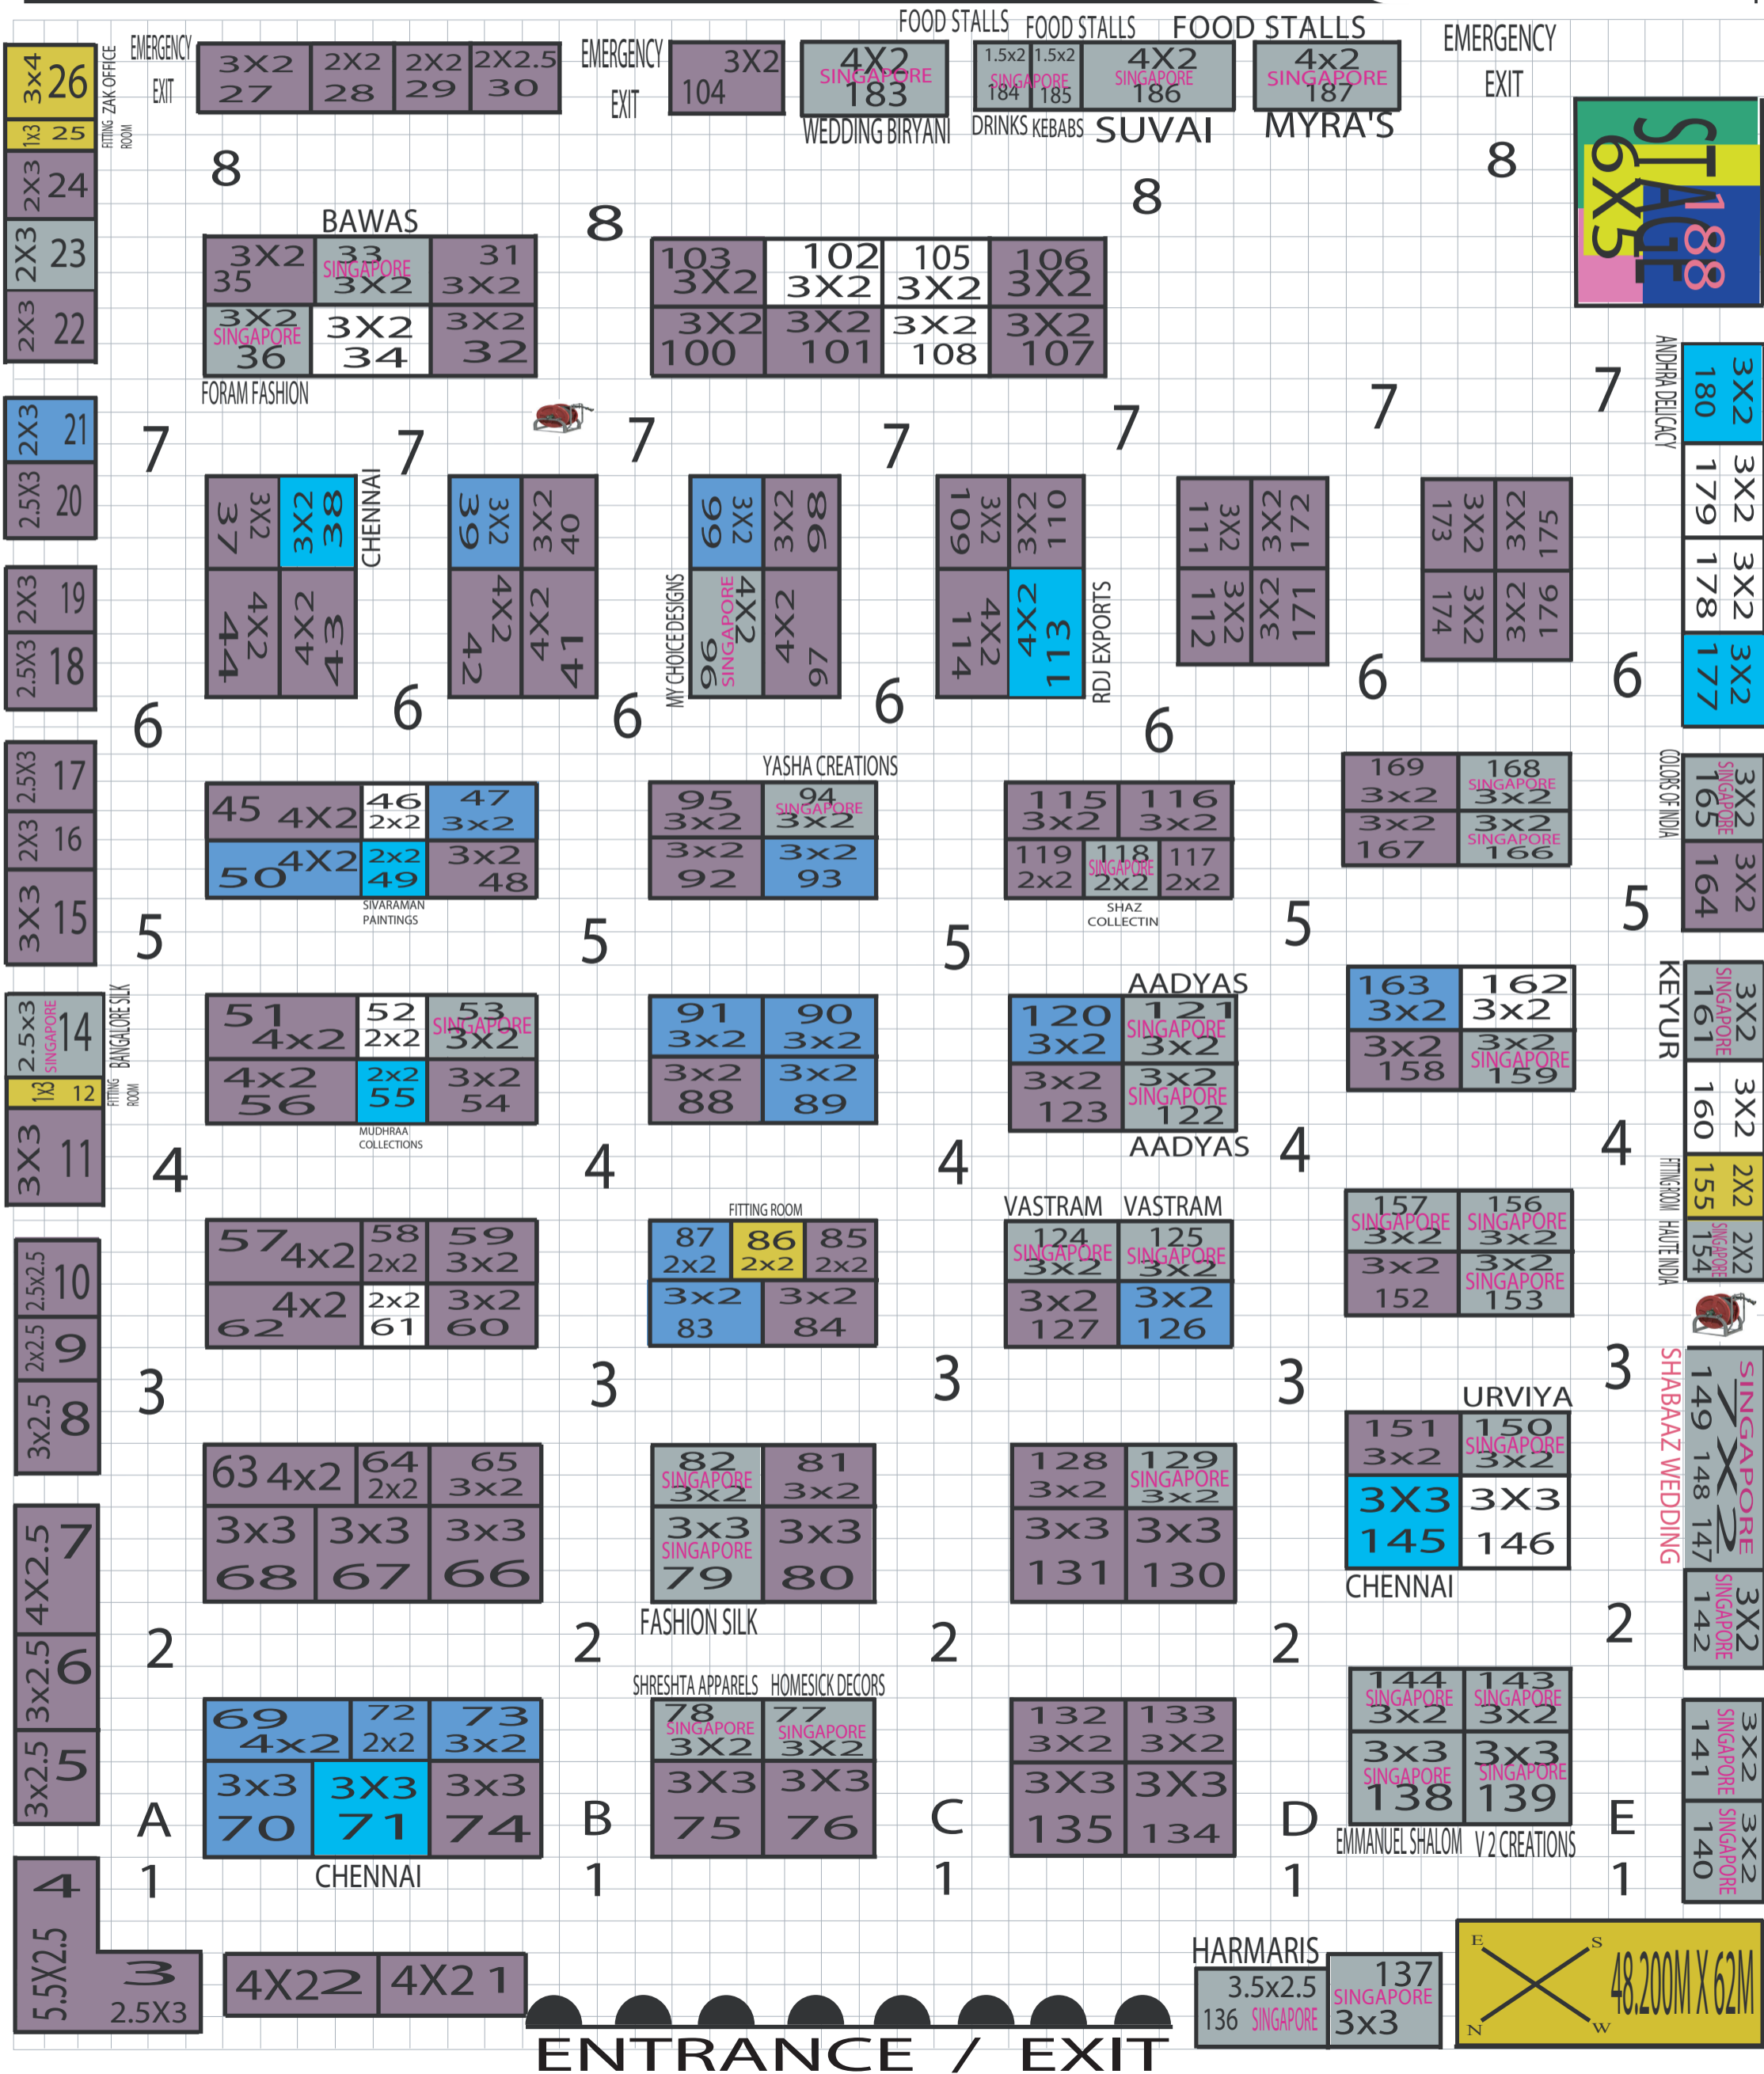 FOOD STALLS FOOD STALLS FOOD STALLS
EMERGENCY
EXIT
EMERGENCY
EXIT
EMERGENCY
EXIT
3x4 26
ZAK OFFICE
1x3 25
FITTING
ROOM
2X3 24
2X3 23
2X3 22
3X2
27
2X2
28
2X2
29
2X2.5
30
3X2
104
4X2
SINGAPORE
183
WEDDING BIRYANI
1.5x2 1.5x2
SINGAPORE
184 185
DRINKS KEBABS
4X2
SINGAPORE
186
SUVAI
4x2
SINGAPORE
187
MYRA'S
STAGE
6X5
188
8
8
8
8
BAWAS
3X2
35
33
SINGAPORE
3X2
31
3X2
3X2
SINGAPORE
36
3X2
34
3X2
32
FORAM FASHION
103
3X2
102
3X2
105
3X2
106
3X2
3X2
100
3X2
101
3X2
108
3X2
107
7
7
7
7
7
7
7
2X3 21
2.5X3 20
2X3 19
2.5X3 18
37
3X2
3X2
38
CHENNAI
44
4X2
4X2
43
39
3X2
3X2
40
42
4X2
4X2
41
99
3X2
3X2
98
MY CHOICE DESIGNS
96
SINGAPORE
4X2
4X2
97
109
3X2
3X2
110
114
4X2
4X2
113
RDJ EXPORTS
111
3X2
3X2
172
112
3X2
3X2
171
173
3X2
3X2
175
174
3X2
3X2
176
ANDHRA DELICACY
3X2
180
3X2
179
3X2
178
3X2
177
6
6
6
6
6
6
6
2.5X3 17
2X3 16
3X3 15
45 4X2
46
2x2
47
3x2
50 4X2
2x2
49
3x2
48
SIVARAMAN
PAINTINGS
YASHA CREATIONS
95
3x2
94
SINGAPORE
3x2
3x2
92
3x2
93
115
3x2
116
3x2
119
2x2
118
SINGAPORE
2x2
117
2x2
SHAZ
COLLECTIN
169
3x2
168
SINGAPORE
3x2
3x2
167
3x2
SINGAPORE
166
COLORS OF INDIA
3X2
SINGAPORE
165
3X2
164
5
5
5
5
5
2.5x3
SINGAPORE
14
BANGALORE SILK
1x3 12
FITTING
ROOM
3X3 11
51
4x2
52
2x2
53
SINGAPORE
3x2
4x2
56
2x2
55
3x2
54
MUDHRAA
COLLECTIONS
91
3x2
90
3x2
3x2
88
3x2
89
AADYAS
120
3x2
121
SINGAPORE
3x2
3x2
123
3x2
SINGAPORE
122
AADYAS
163
3x2
162
3x2
3x2
158
3x2
SINGAPORE
159
KEYUR
3X2
SINGAPORE
161
3X2
160
FITTINGROOM
2X2
155
HAUTE INDIA
2X2
SINGAPORE
154
4
4
4
4
4
2.5x2.5 10
2x2.5 9
3x2.5 8
57 4x2
58
2x2
59
3x2
62 4x2
2x2
61
3x2
60
FITTING ROOM
87
2x2
86
2x2
85
2x2
3x2
83
3x2
84
VASTRAM VASTRAM
124
SINGAPORE
3x2
125
SINGAPORE
3x2
3x2
127
3x2
126
157
SINGAPORE
3x2
156
SINGAPORE
3x2
3x2
152
3x2
SINGAPORE
153
3
3
3
3
3
4X2.5 7
3x2.5 6
3x2.5 5
63 4x2
64
2x2
65
3x2
3x3
68
3x3
67
3x3
66
82
SINGAPORE
3x2
81
3x2
3x3
SINGAPORE
79
3x3
80
FASHION SILK
128
3x2
129
SINGAPORE
3x2
3x3
131
3x3
130
URVIYA
151
3x2
150
SINGAPORE
3x2
3X3
145
3X3
146
CHENNAI
SHABAAZ WEDDING
SINGAPORE
7X2
149 148 147
3X2
SINGAPORE
142
2
2
2
2
2
69
4x2
72
2x2
73
3x2
3x3
70
3X3
71
3x3
74
CHENNAI
SHRESHTA APPARELS HOMESICK DECORS
78
SINGAPORE
3X2
77
SINGAPORE
3X2
3X3
75
3X3
76
132
3X2
133
3X2
3X3
135
3X3
134
144
SINGAPORE
3x2
143
SINGAPORE
3x2
3x3
SINGAPORE
138
3x3
SINGAPORE
139
EMMANUEL SHALOM V 2 CREATIONS
3X2
SINGAPORE
141
3X2
SINGAPORE
140
A
B
C
D
E
1
1
1
1
1
4
5.5X2.5
3
2.5X3
4X2 2
4X2 1
HARMARIS
3.5x2.5
136 SINGAPORE
137
SINGAPORE
3x3
E S
N W
48.200M X 62M
ENTRANCE / EXIT